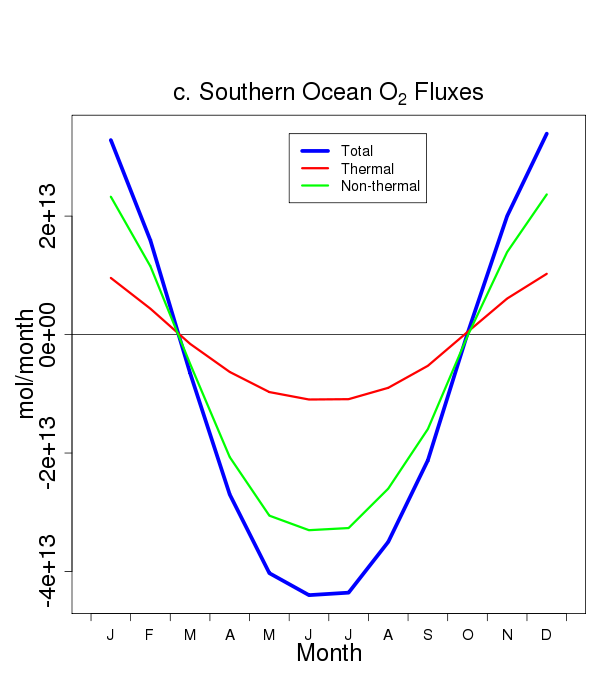 c. Southern Ocean O₂ Fluxes
Total
Thermal
Non-thermal
2e+13
0e+00
-2e+13
-4e+13
mol/month
J F M A M J J A S O N D
Month